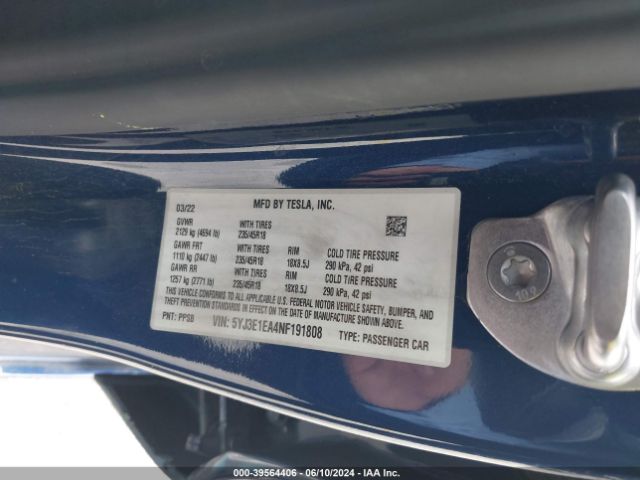 03/22 MFD BY TESLA, INC.
GVWR WITH TIRES
2129 kg (4694 lb) 235/45R18
GAWR FRT WITH TIRES RIM COLD TIRE PRESSURE
1110 kg (2447 lb) 235/45R18 18X8.5J 290 kPa, 42 psi
GAWR RR WITH TIRES RIM COLD TIRE PRESSURE
1257 kg (2771 lb) 235/45R18 18X8.5J 290 kPa, 42 psi
THIS VEHICLE CONFORMS TO ALL APPLICABLE U.S. FEDERAL MOTOR VEHICLE SAFETY, BUMPER, AND
THEFT PREVENTION STANDARDS IN EFFECT ON THE DATE OF MANUFACTURE SHOWN ABOVE.
PNT: PPSB VIN: 5YJ3E1EA4NF191808 TYPE: PASSENGER CAR
10.9
000-39564406 - 06/10/2024 - IAA Inc.